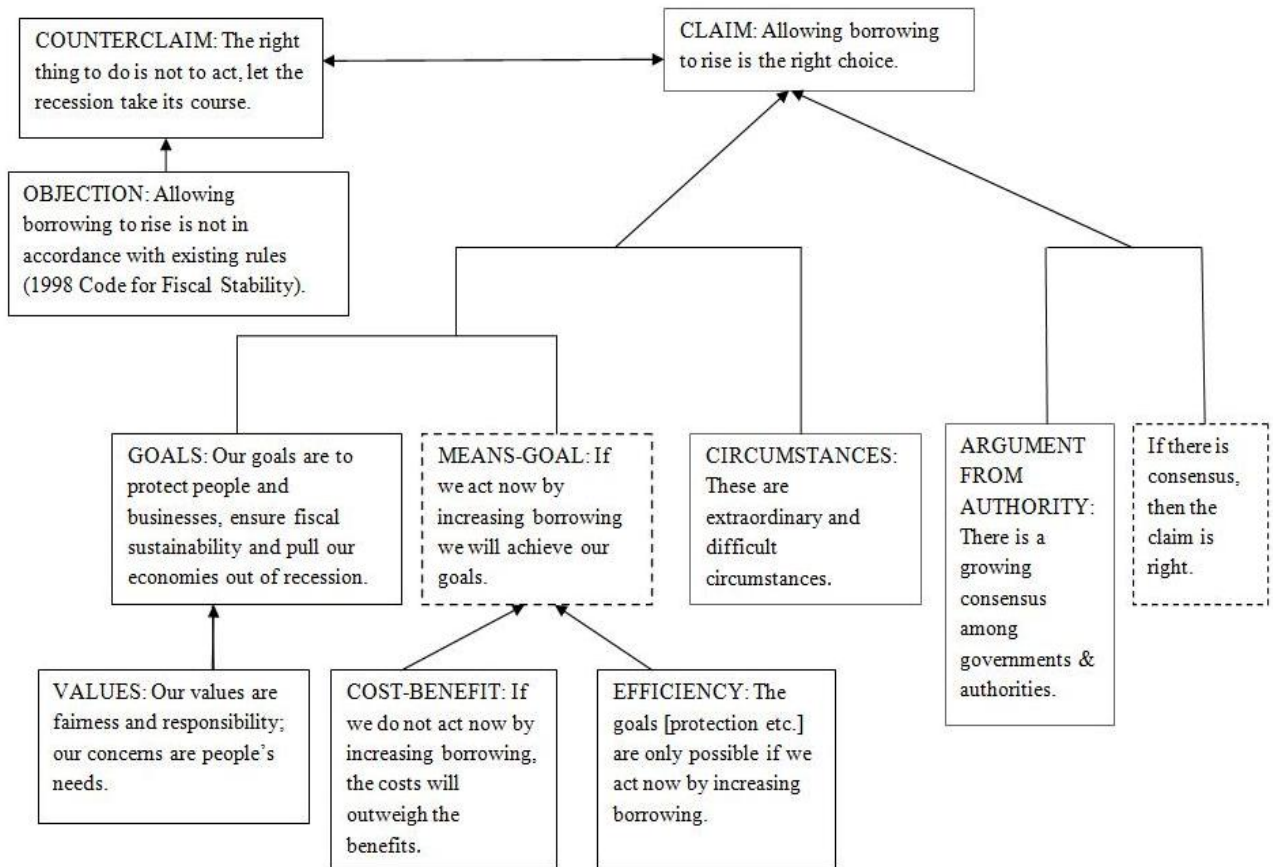 COUNTERCLAIM: The right
thing to do is not to act, let the
recession take its course.
CLAIM: Allowing borrowing
to rise is the right choice.
OBJECTION: Allowing
borrowing to rise is not in
accordance with existing rules
(1998 Code for Fiscal Stability).
GOALS: Our goals are to
protect people and
businesses, ensure fiscal
sustainability and pull our
economies out of recession.
MEANS-GOAL: If
we act now by
increasing borrowing
we will achieve our
goals.
CIRCUMSTANCES:
These are
extraordinary and
difficult
circumstances.
ARGUMENT
FROM
AUTHORITY:
There is a
growing
consensus
among
governments &
authorities.
If there is
consensus,
then the
claim is
right.
VALUES: Our values are
fairness and responsibility;
our concerns are people’s
needs.
COST-BENEFIT: If
we do not act now by
increasing borrowing,
the costs will
outweigh the
benefits.
EFFICIENCY: The
goals [protection etc.]
are only possible if we
act now by increasing
borrowing.